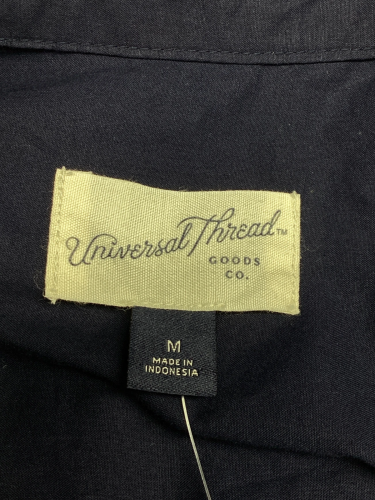 Universal Thread™
GOODS
CO.
M
MADE IN
INDONESIA